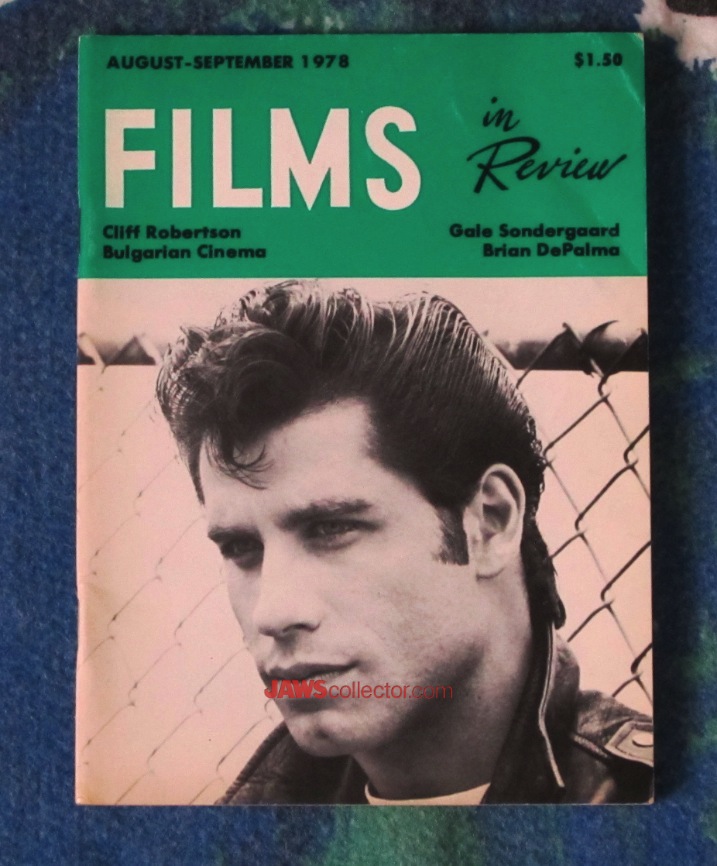 AUGUST-SEPTEMBER 1978 $1.50
FILMS in Review
Cliff Robertson
Bulgarian Cinema
Gale Sondergaard
Brian DePalma
JAWScollector.com